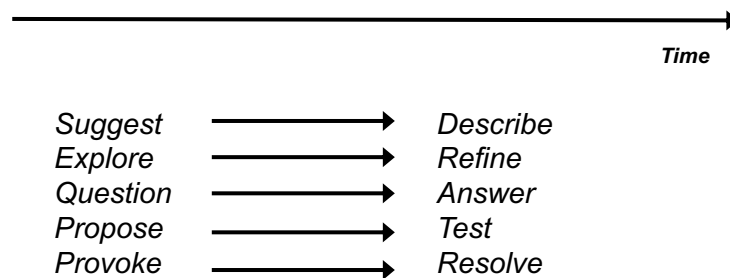 Time
Suggest Describe
Explore Refine
Question Answer
Propose Test
Provoke Resolve